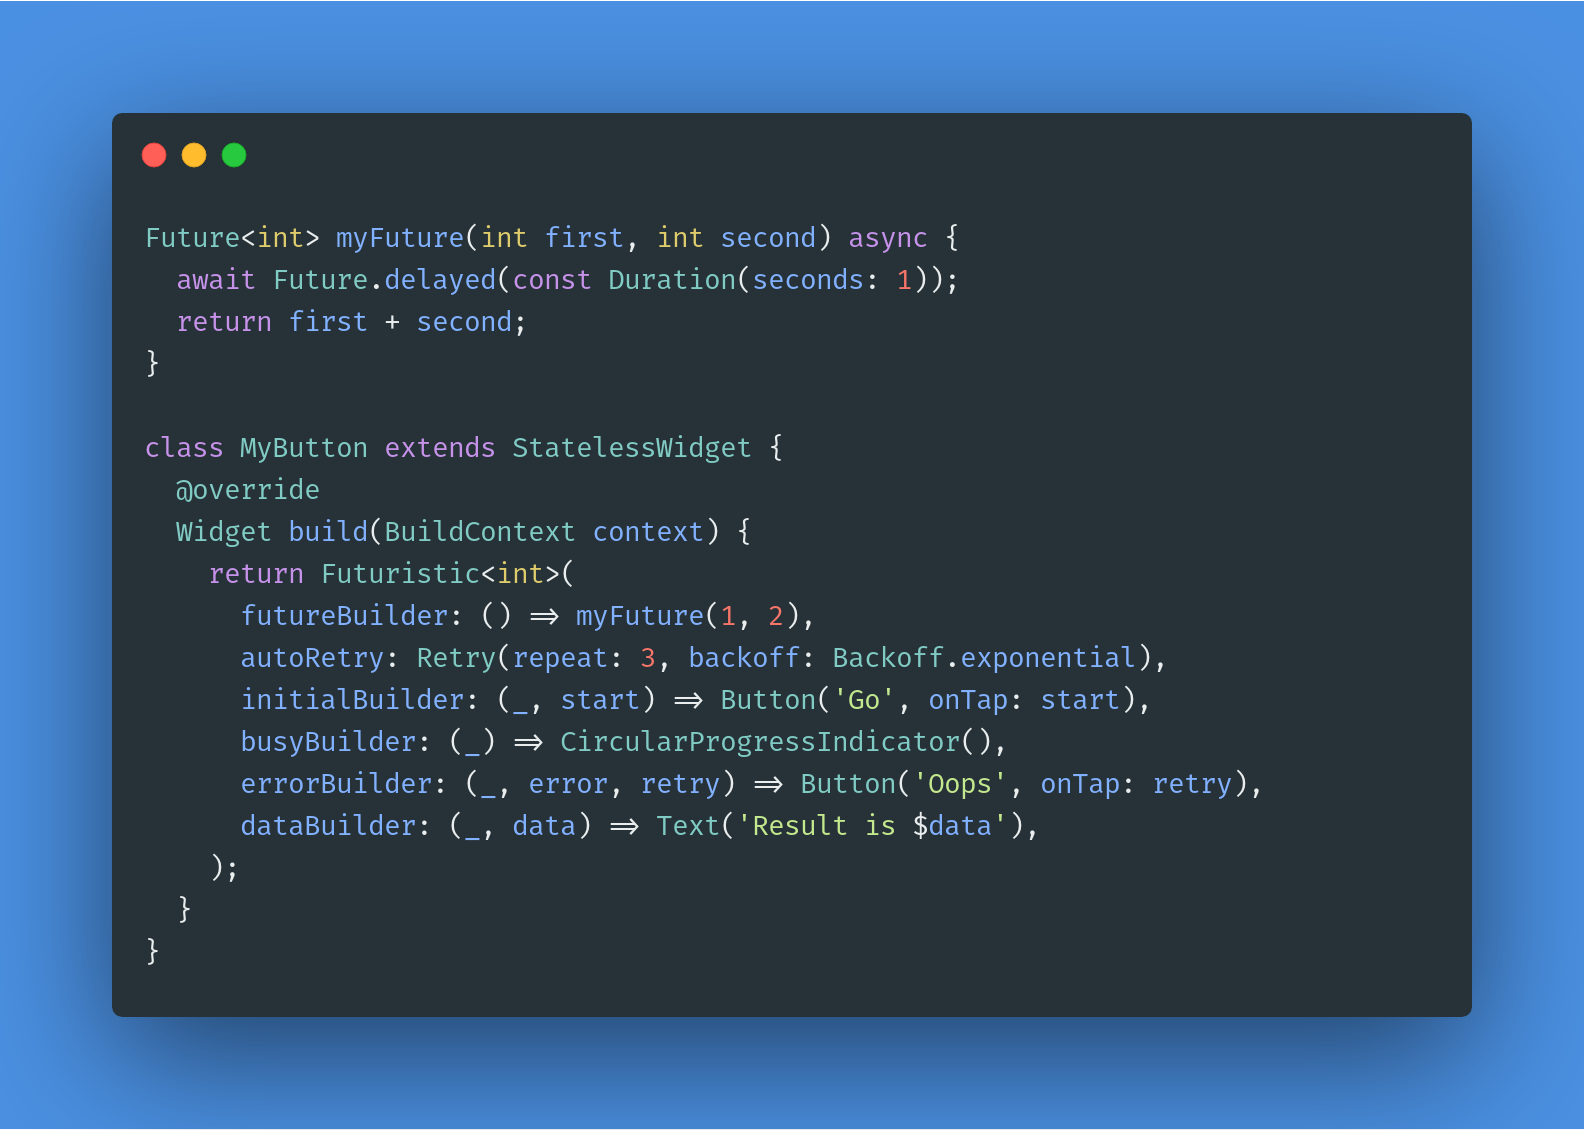 Future<int> myFuture(int first, int second) async {
  await Future.delayed(const Duration(seconds: 1));
  return first + second;
}

class MyButton extends StatelessWidget {
  @override
  Widget build(BuildContext context) {
    return Futuristic<int>(
      futureBuilder: () => myFuture(1, 2),
      autoRetry: Retry(repeat: 3, backoff: Backoff.exponential),
      initialBuilder: (_, start) => Button('Go', onTap: start),
      busyBuilder: (_) => CircularProgressIndicator(),
      errorBuilder: (_, error, retry) => Button('Oops', onTap: retry),
      dataBuilder: (_, data) => Text('Result is $data'),
    );
  }
}